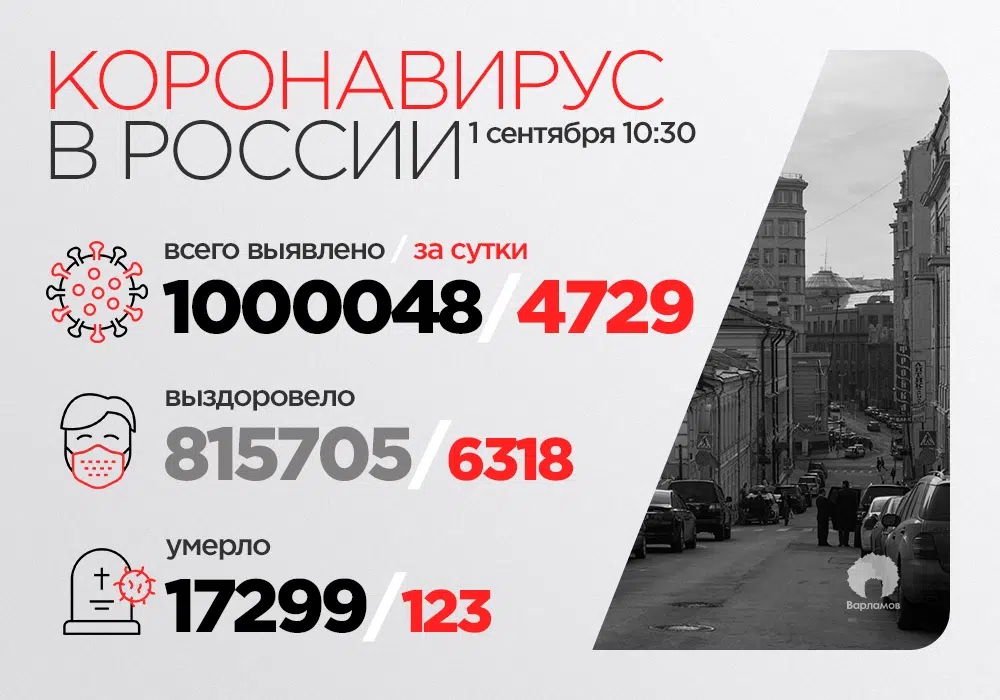 КОРОНАВИРУС
В РОССИИ 1 сентября 10:30
всего выявлено / за сутки
1000048/4729
выздоровело
815705/6318
умерло
17299/123
Варламов